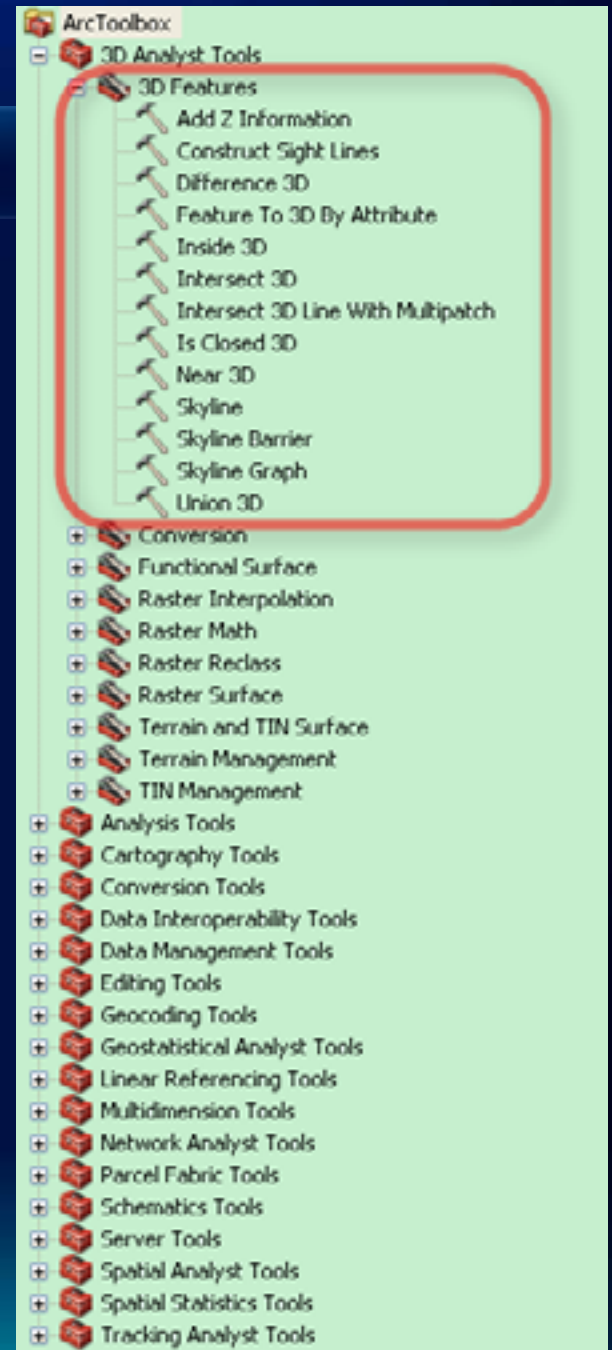 ArcToolbox
3D Analyst Tools
3D Features
Add Z Information
Construct Sight Lines
Difference 3D
Feature To 3D By Attribute
Inside 3D
Intersect 3D
Intersect 3D Line With Multipatch
Is Closed 3D
Near 3D
Skyline
Skyline Barrier
Skyline Graph
Union 3D
Conversion
Functional Surface
Raster Interpolation
Raster Math
Raster Reclass
Raster Surface
Terrain and TIN Surface
Terrain Management
TIN Management
Analysis Tools
Cartography Tools
Conversion Tools
Data Interoperability Tools
Data Management Tools
Editing Tools
Geocoding Tools
Geostatistical Analyst Tools
Linear Referencing Tools
Multidimension Tools
Network Analyst Tools
Parcel Fabric Tools
Schematics Tools
Server Tools
Spatial Analyst Tools
Spatial Statistics Tools
Tracking Analyst Tools